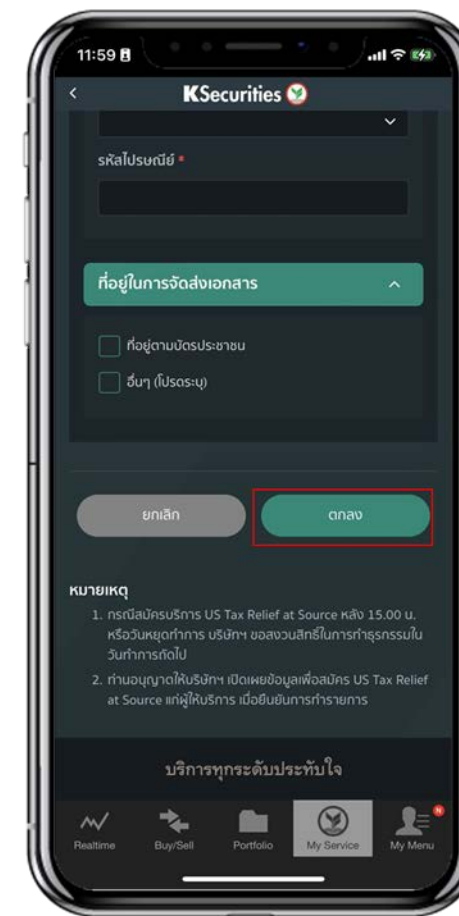 11:59
KSecurities
รหัสไปรษณีย์ *
ที่อยู่ในการจัดส่งเอกสาร
ที่อยู่ตามบัตรประชาชน
อื่นๆ (โปรดระบุ)
ยกเลิก
ตกลง
หมายเหตุ
1. กรณีสมัครบริการ US Tax Relief at Source หลัง 15.00 น.
หรือวันหยุดทำการ บริษัทฯ ขอสงวนสิทธิ์ในการทำธุรกรรมใน
วันทำการถัดไป
2. ท่านอนุญาตให้บริษัทฯ เปิดเผยข้อมูลเพื่อสมัคร US Tax Relief
at Source แก่ผู้ให้บริการ เมื่อยืนยันการทำรายการ
บริการทุกระดับประทับใจ
Realtime
Buy/Sell
Portfolio
My Service
My Menu
N